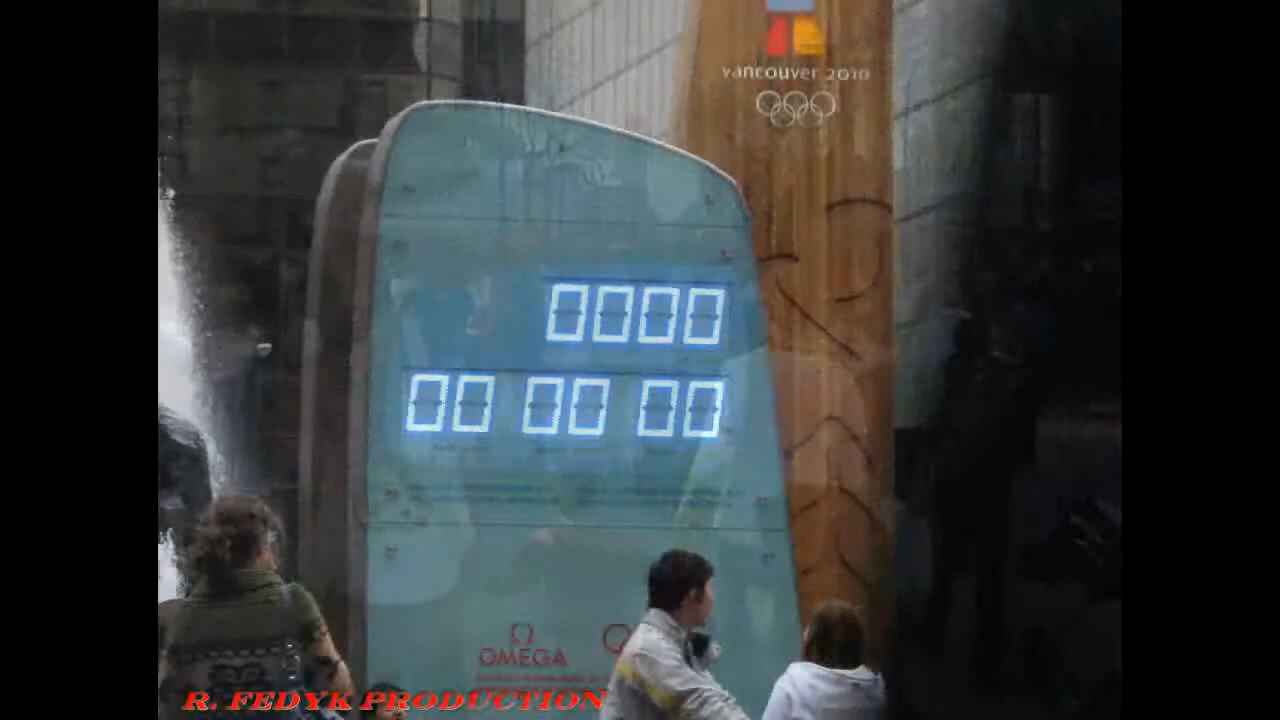 vancouver 2010
0000
00 00 00
OMEGA
R. FEDYK PRODUCTION